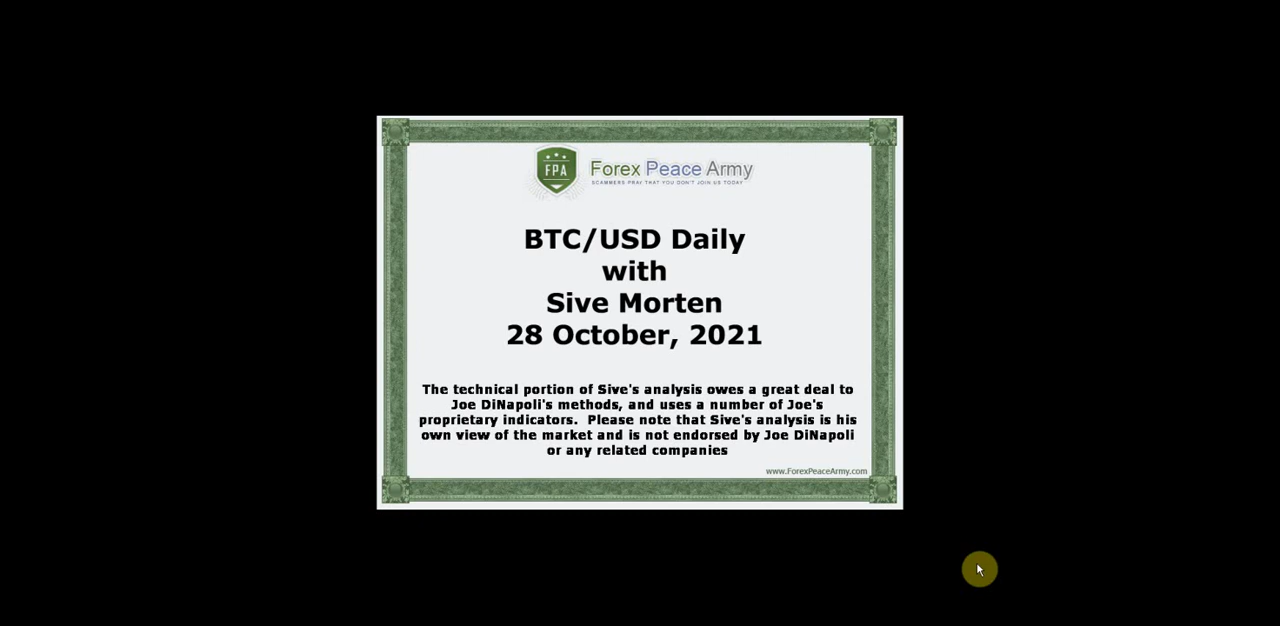 FPA
Forex Peace Army
SCAMMERS PRAY THAT YOU DON'T JOIN US TODAY
BTC/USD Daily
with
Sive Morten
28 October, 2021
The technical portion of Sive's analysis owes a great deal to
Joe DiNapoli's methods, and uses a number of Joe's
proprietary indicators. Please note that Sive's analysis is his
own view of the market and is not endorsed by Joe DiNapoli
or any related companies
www.ForexPeaceArmy.com